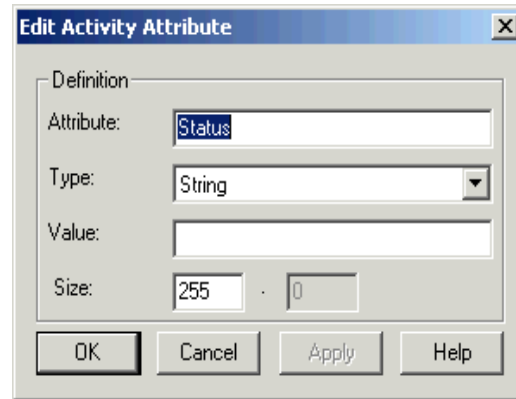 Edit Activity Attribute
Definition
Attribute: Status
Type: String
Value:
Size: 255 . 0
OK Cancel Apply Help